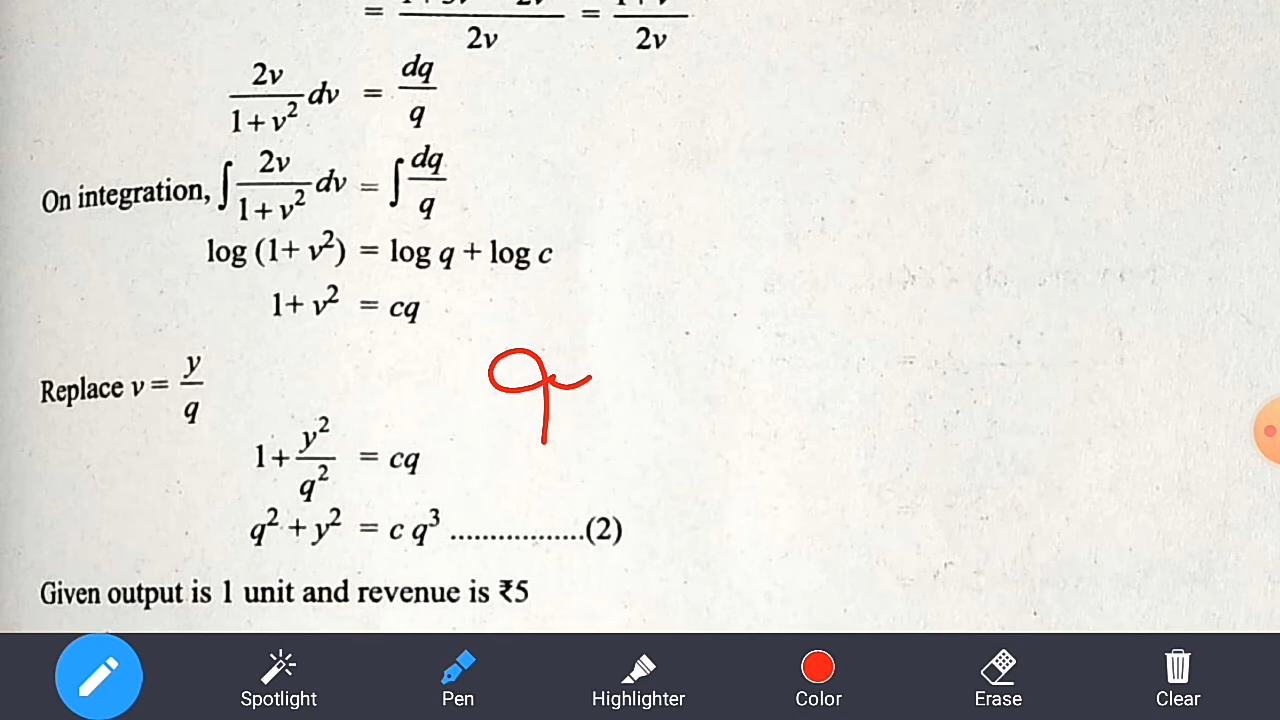 = 2v = 2v
2v/(1+v²) dv = dq/q
On integration, ∫ 2v/(1+v²) dv = ∫ dq/q
log (1+ v²) = log q + log c
1+ v² = cq
q
Replace v = y/q
1+ y²/q² = cq
q² + y² = c q³ .................(2)
Given output is 1 unit and revenue is ₹5
Spotlight Pen Highlighter Color Erase Clear